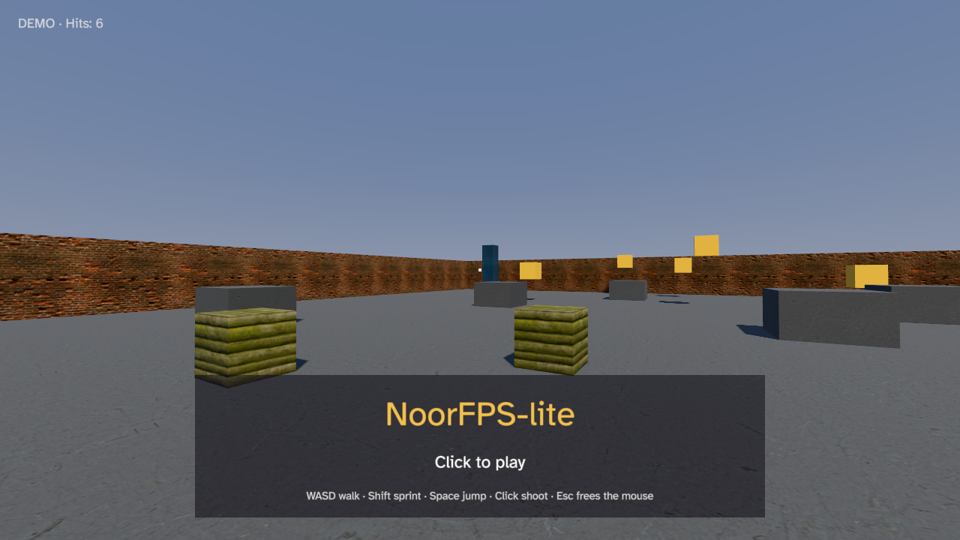 DEMO · Hits: 6
NoorFPS-lite
Click to play
WASD walk · Shift sprint · Space jump · Click shoot · Esc frees the mouse